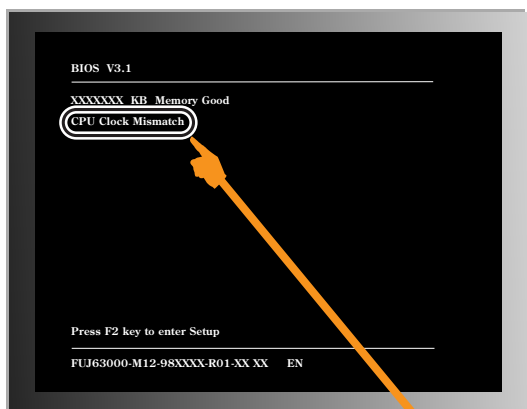 BIOS V3.1
XXXXXXX KB Memory Good
CPU Clock Mismatch
Press F2 key to enter Setup
FUJ63000-M12-98XXXX-R01-XX XX EN